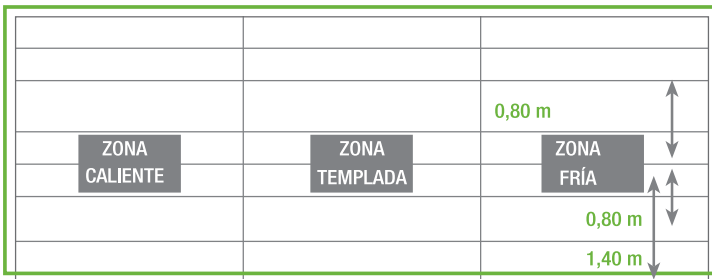 0,80 m
ZONA
CALIENTE
ZONA
TEMPLADA
ZONA
FRÍA
0,80 m
1,40 m